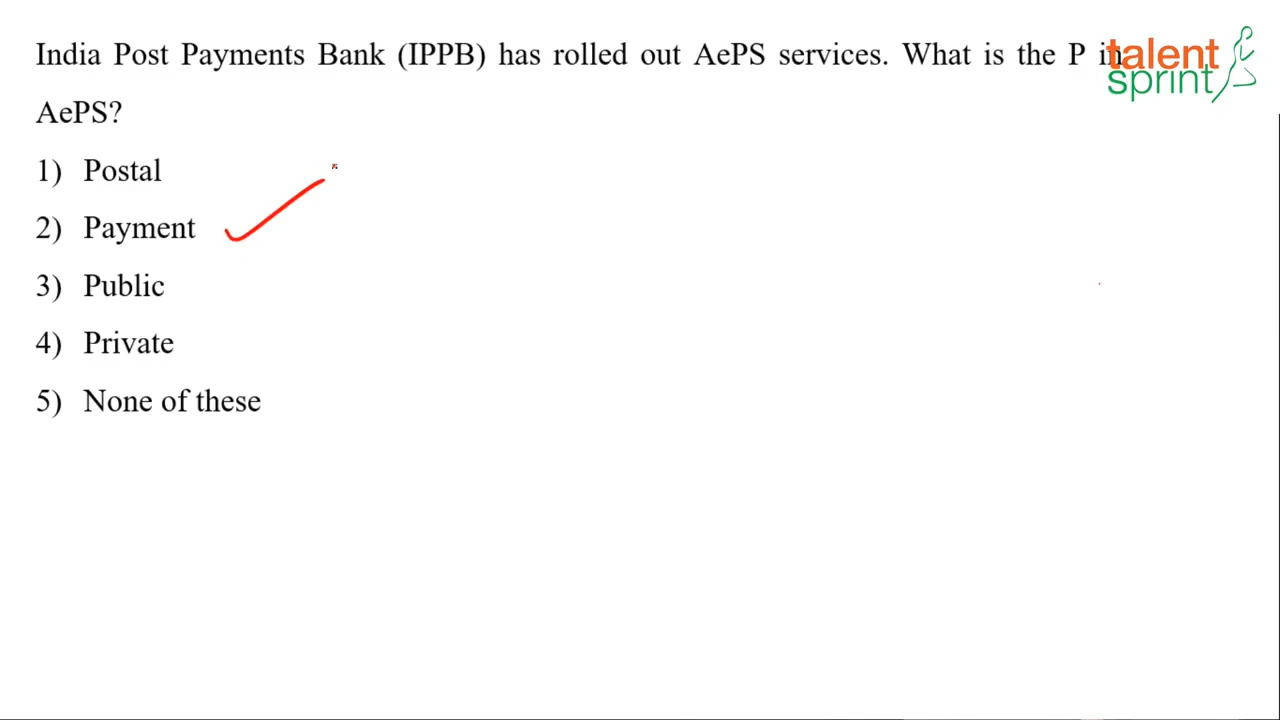 India Post Payments Bank (IPPB) has rolled out AePS services. What is the P in
AePS?
1) Postal
2) Payment
3) Public
4) Private
5) None of these
talent
sprint